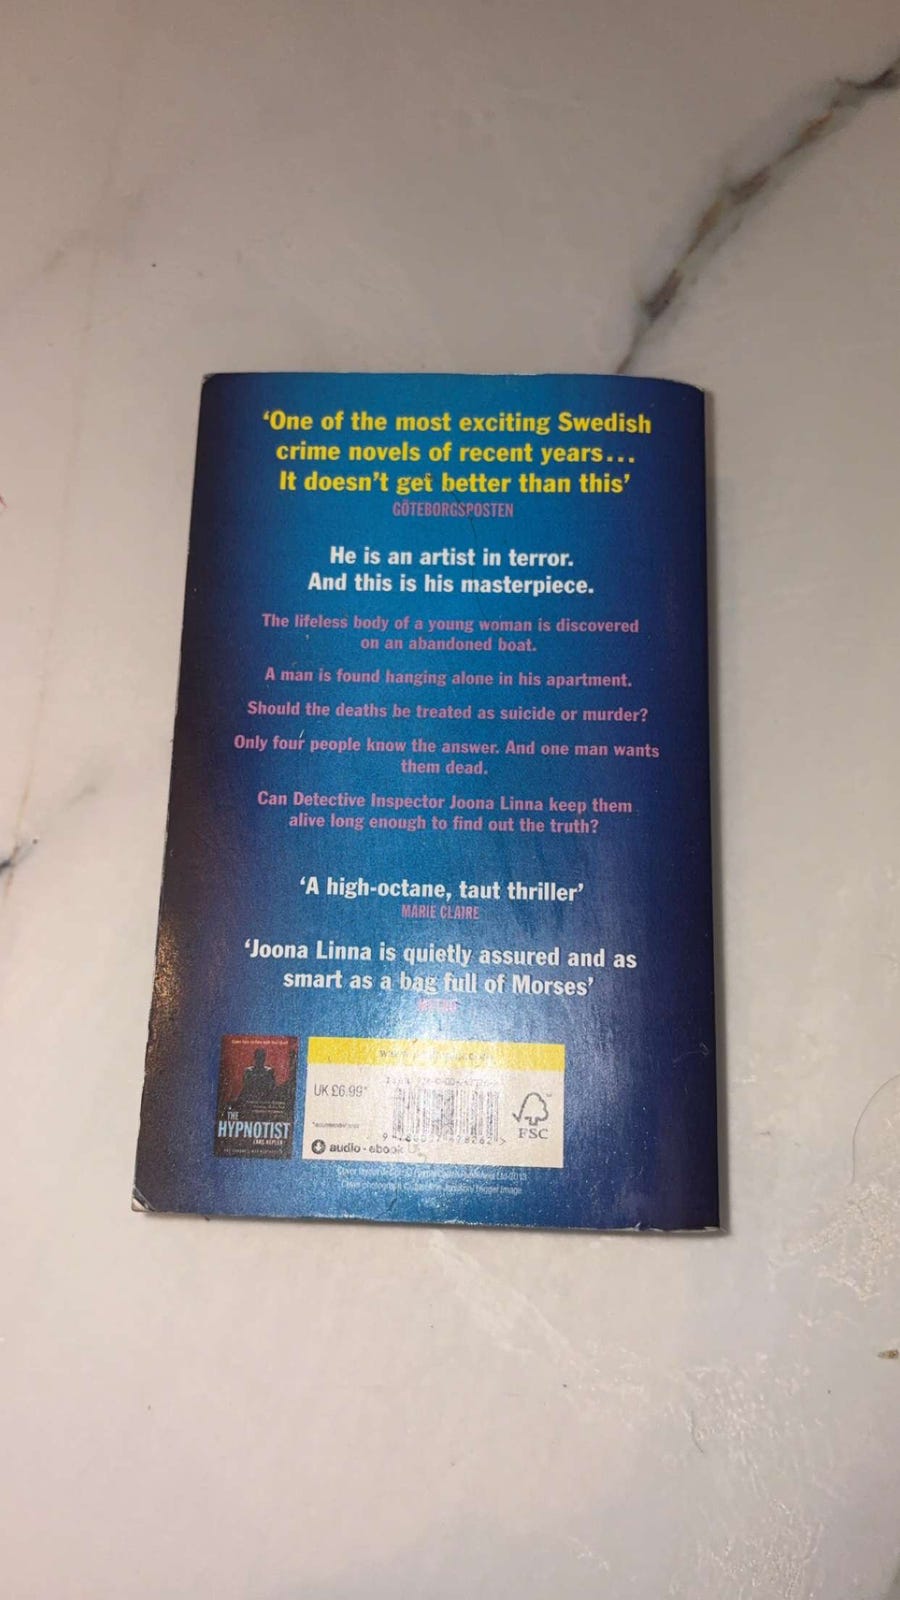 ‘One of the most exciting Swedish
crime novels of recent years...
It doesn’t get better than this’
GÖTEBORGSPOSTEN
He is an artist in terror.
And this is his masterpiece.
The lifeless body of a young woman is discovered
on an abandoned boat.
A man is found hanging alone in his apartment.
Should the deaths be treated as suicide or murder?
Only four people know the answer. And one man wants
them dead.
Can Detective Inspector Joona Linna keep them
alive long enough to find out the truth?
‘A high-octane, taut thriller’
MARIE CLAIRE
‘Joona Linna is quietly assured and as
smart as a bag full of Morses’
THE
HYPNOTIST
LARS KEPLER
UK £6.99*
audio • ebook
FSC